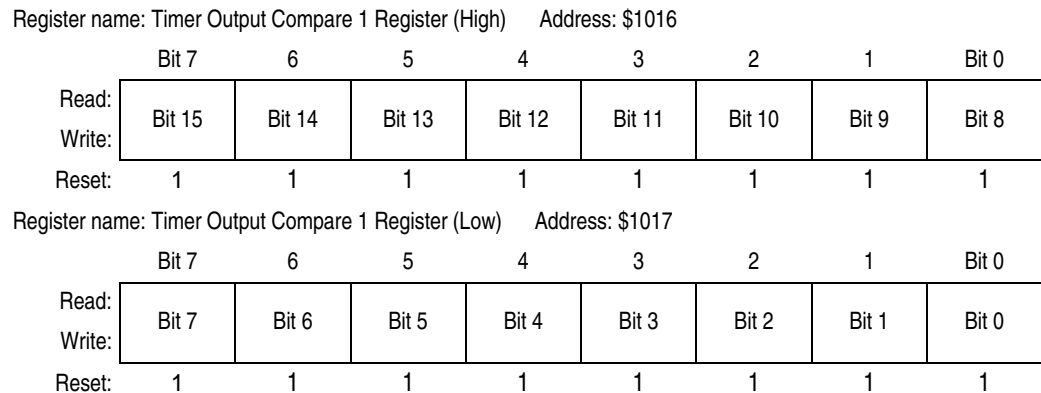 Register name: Timer Output Compare 1 Register (High) Address: $1016
Bit 7 6 5 4 3 2 1 Bit 0
Read:
Bit 15 Bit 14 Bit 13 Bit 12 Bit 11 Bit 10 Bit 9 Bit 8
Write:
Reset: 1 1 1 1 1 1 1 1
Register name: Timer Output Compare 1 Register (Low) Address: $1017
Bit 7 6 5 4 3 2 1 Bit 0
Read:
Bit 7 Bit 6 Bit 5 Bit 4 Bit 3 Bit 2 Bit 1 Bit 0
Write:
Reset: 1 1 1 1 1 1 1 1